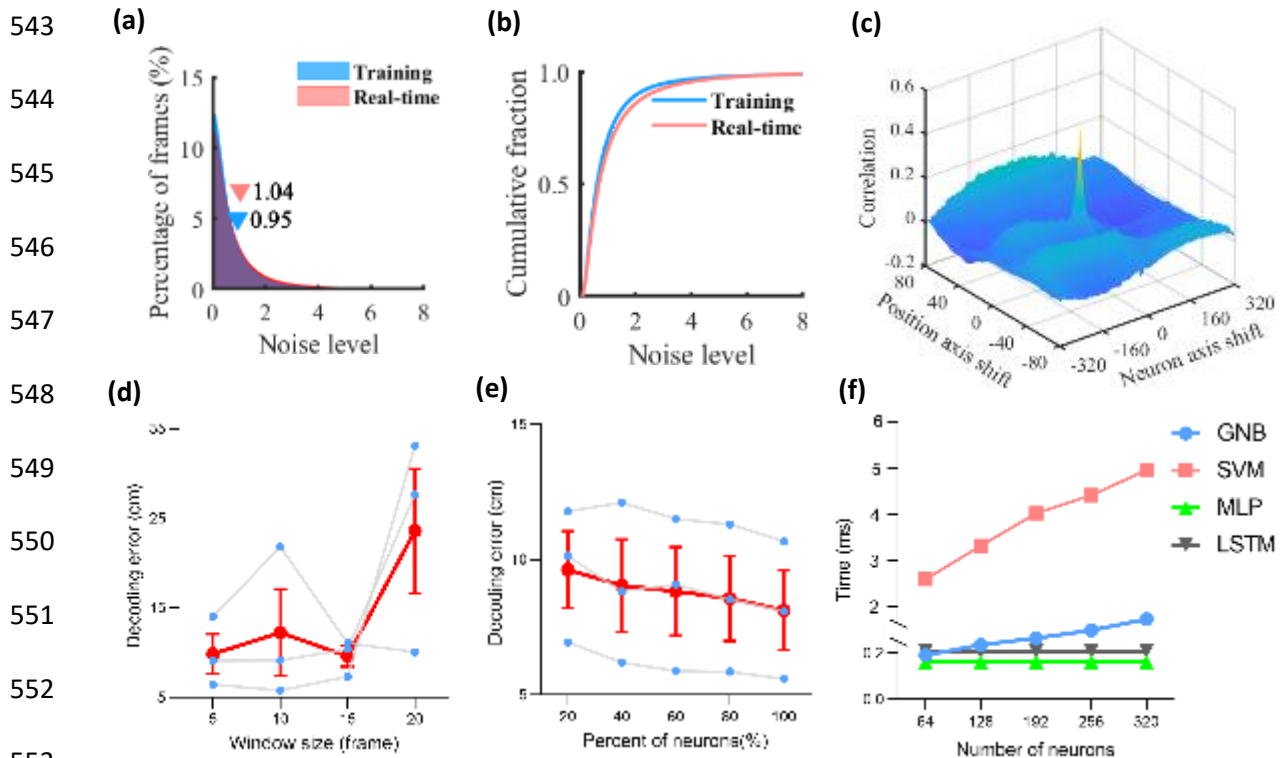 543
544
545
546
547
548
549
550
551
552
(a)
Percentage of frames (%)
15
10
5
0
0 2 4 6 8
Noise level
Training
Real-time
1.04
0.95
(b)
Cumulative fraction
1.0
0.5
0
0 2 4 6 8
Noise level
Training
Real-time
(c)
Correlation
0.6
0.4
0.2
0
-0.2
80 40 0 -40 -80
Position axis shift
-320 -160 0 160 320
Neuron axis shift
(d)
Decoding error (cm)
35
25
15
5
5 10 15 20
Window size (frame)
(e)
Decoding error (cm)
15
10
5
20 40 60 80 100
Percent of neurons(%)
(f)
Time (ms)
6
5
4
3
2
0.2
0.0
64 128 192 256 320
Number of neurons
GNB
SVM
MLP
LSTM